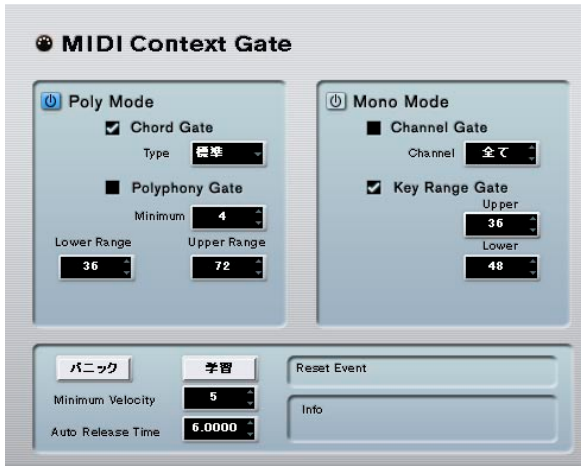 MIDI Context Gate
Poly Mode
Chord Gate
Type 標準
Polyphony Gate
Minimum 4
Lower Range Upper Range
36 72
Mono Mode
Channel Gate
Channel 全て
Key Range Gate
Upper
36
Lower
48
パニック 学習
Minimum Velocity 5
Auto Release Time 6.0000
Reset Event
Info